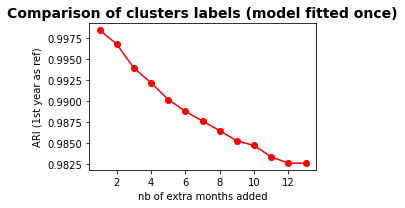 Comparison of clusters labels (model fitted once)
0.9975
0.9950
0.9925
0.9900
0.9875
0.9850
0.9825
ARI (1st year as ref)
2 4 6 8 10 12
nb of extra months added